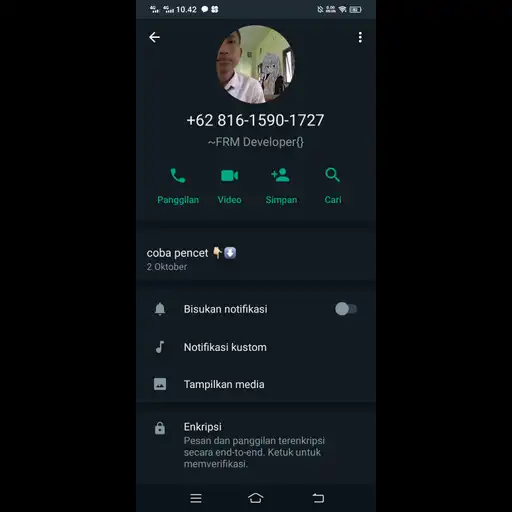 10.42
+62 816-1590-1727
~FRM Developer{}
Panggilan Video Simpan Cari
coba pencet 👇🏻⬇️
2 Oktober
Bisukan notifikasi
Notifikasi kustom
Tampilkan media
Enkripsi
Pesan dan panggilan terenkripsi
secara end-to-end. Ketuk untuk
memverifikasi.